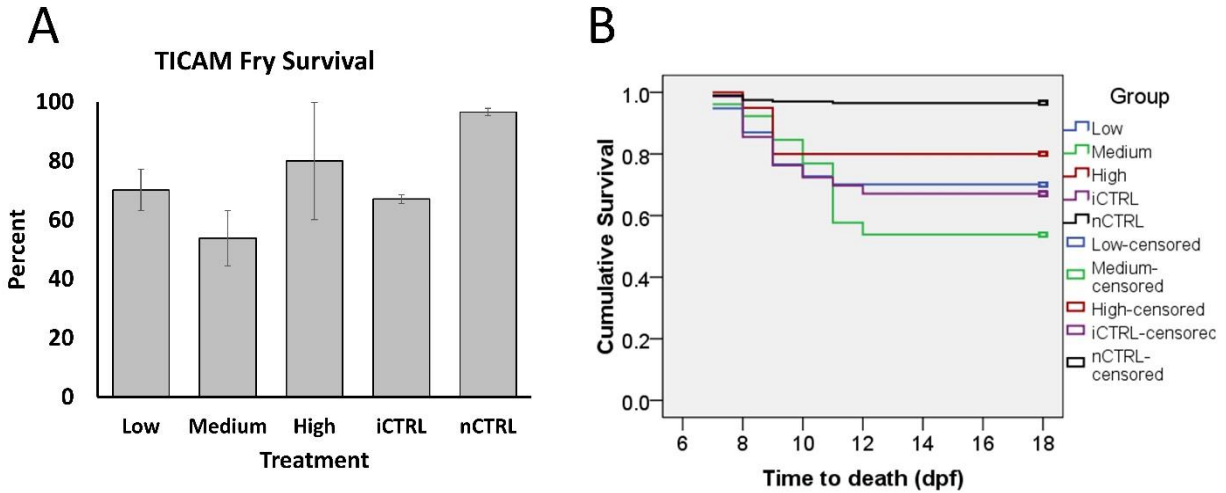 A
TICAM Fry Survival
Percent
100
80
60
40
20
0
Low Medium High iCTRL nCTRL
Treatment
B
Cumulative Survival
1.0
0.8
0.6
0.4
0.2
0.0
6 8 10 12 14 16 18
Time to death (dpf)
Group
Low
Medium
High
iCTRL
nCTRL
Low-censored
Medium-
censored
High-censored
iCTRL-censored
nCTRL-
censored